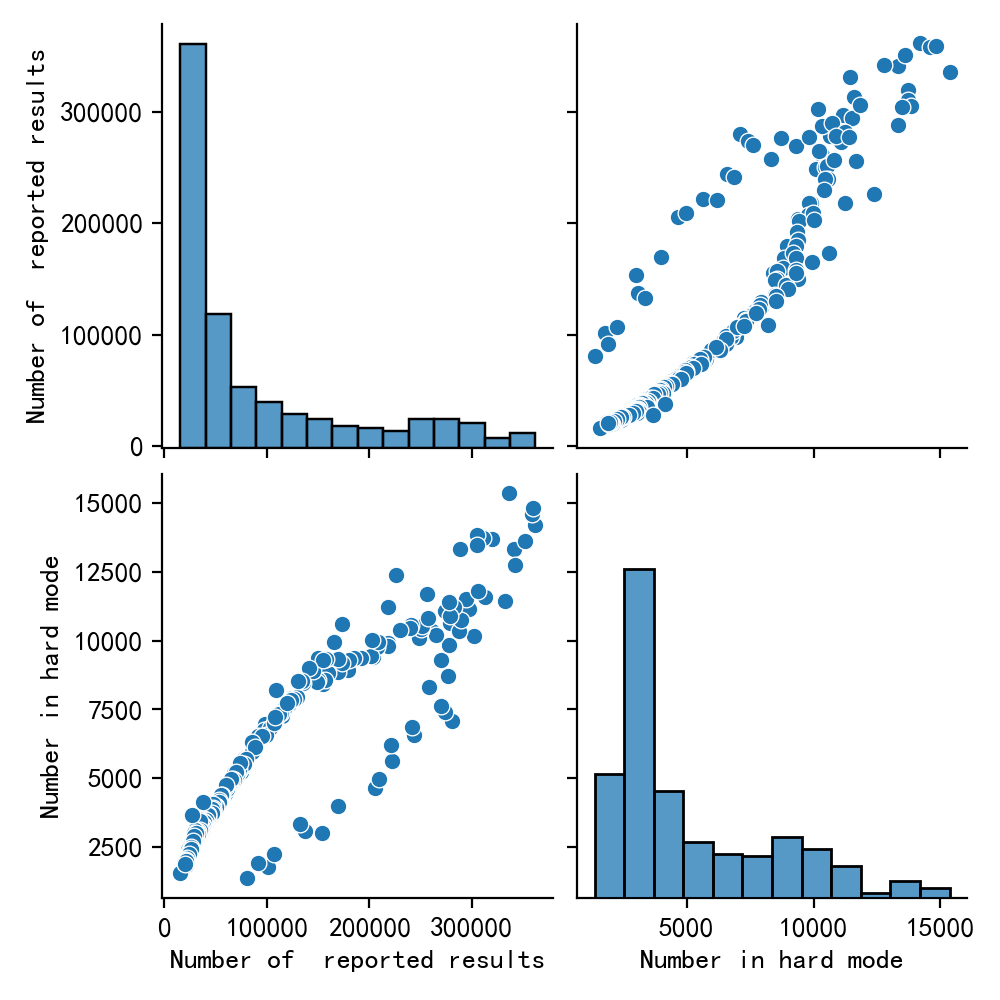 Number of  reported results
300000
200000
100000
0
Number in hard mode
15000
12500
10000
7500
5000
2500
0 100000 200000 300000
5000 10000 15000
Number of  reported results
Number in hard mode